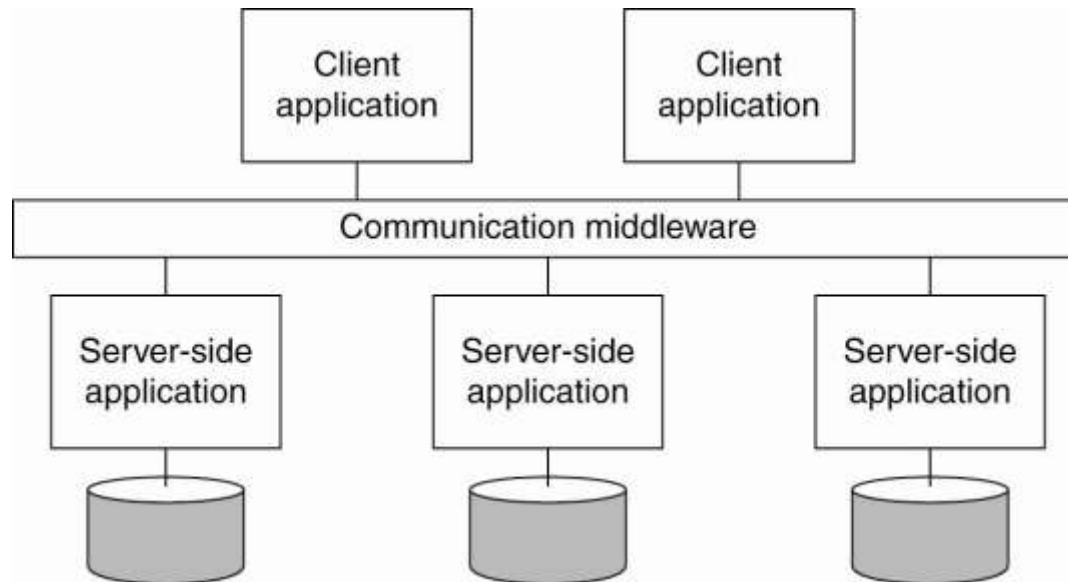 Client
application
Client
application
Communication middleware
Server-side
application
Server-side
application
Server-side
application